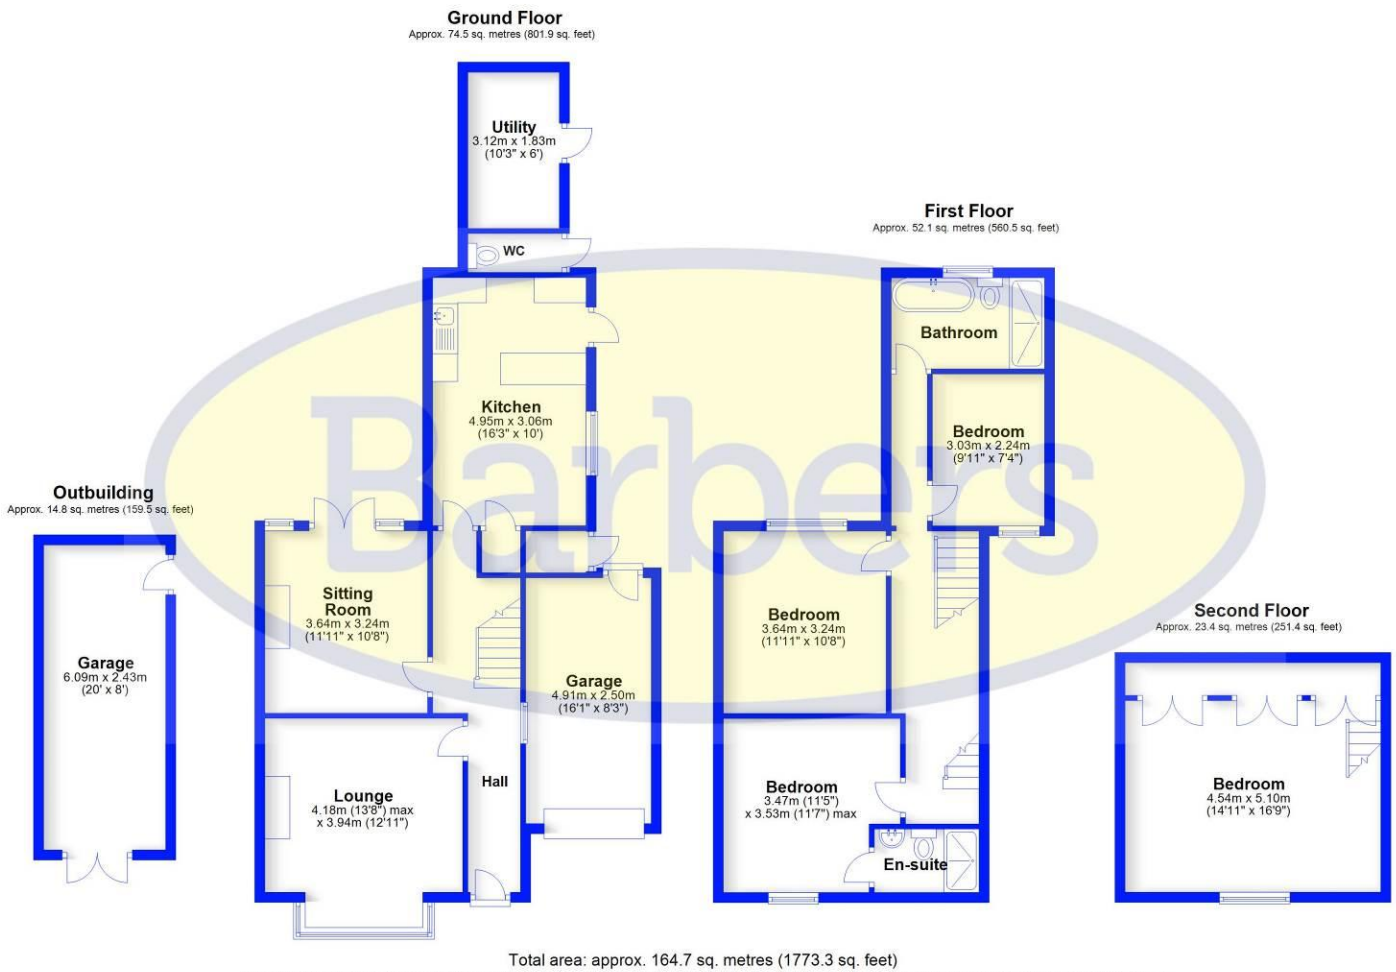 Ground Floor
Approx. 74.5 sq. metres (801.9 sq. feet)
Utility
3.12m x 1.83m
(10'3" x 6')
WC
Kitchen
4.95m x 3.06m
(16'3" x 10')
Sitting
Room
3.64m x 3.24m
(11'11" x 10'8")
Garage
4.91m x 2.50m
(16'1" x 8'3")
Hall
Lounge
4.18m (13'8") max
x 3.94m (12'11")
Outbuilding
Approx. 14.8 sq. metres (159.5 sq. feet)
Garage
6.09m x 2.43m
(20' x 8')
First Floor
Approx. 52.1 sq. metres (560.5 sq. feet)
Bathroom
Bedroom
3.03m x 2.24m
(9'11" x 7'4")
Bedroom
3.64m x 3.24m
(11'11" x 10'8")
Bedroom
3.47m (11'5")
x 3.53m (11'7") max
En-suite
Second Floor
Approx. 23.4 sq. metres (251.4 sq. feet)
Bedroom
4.54m x 5.10m
(14'11" x 16'9")
Barbers
Total area: approx. 164.7 sq. metres (1773.3 sq. feet)